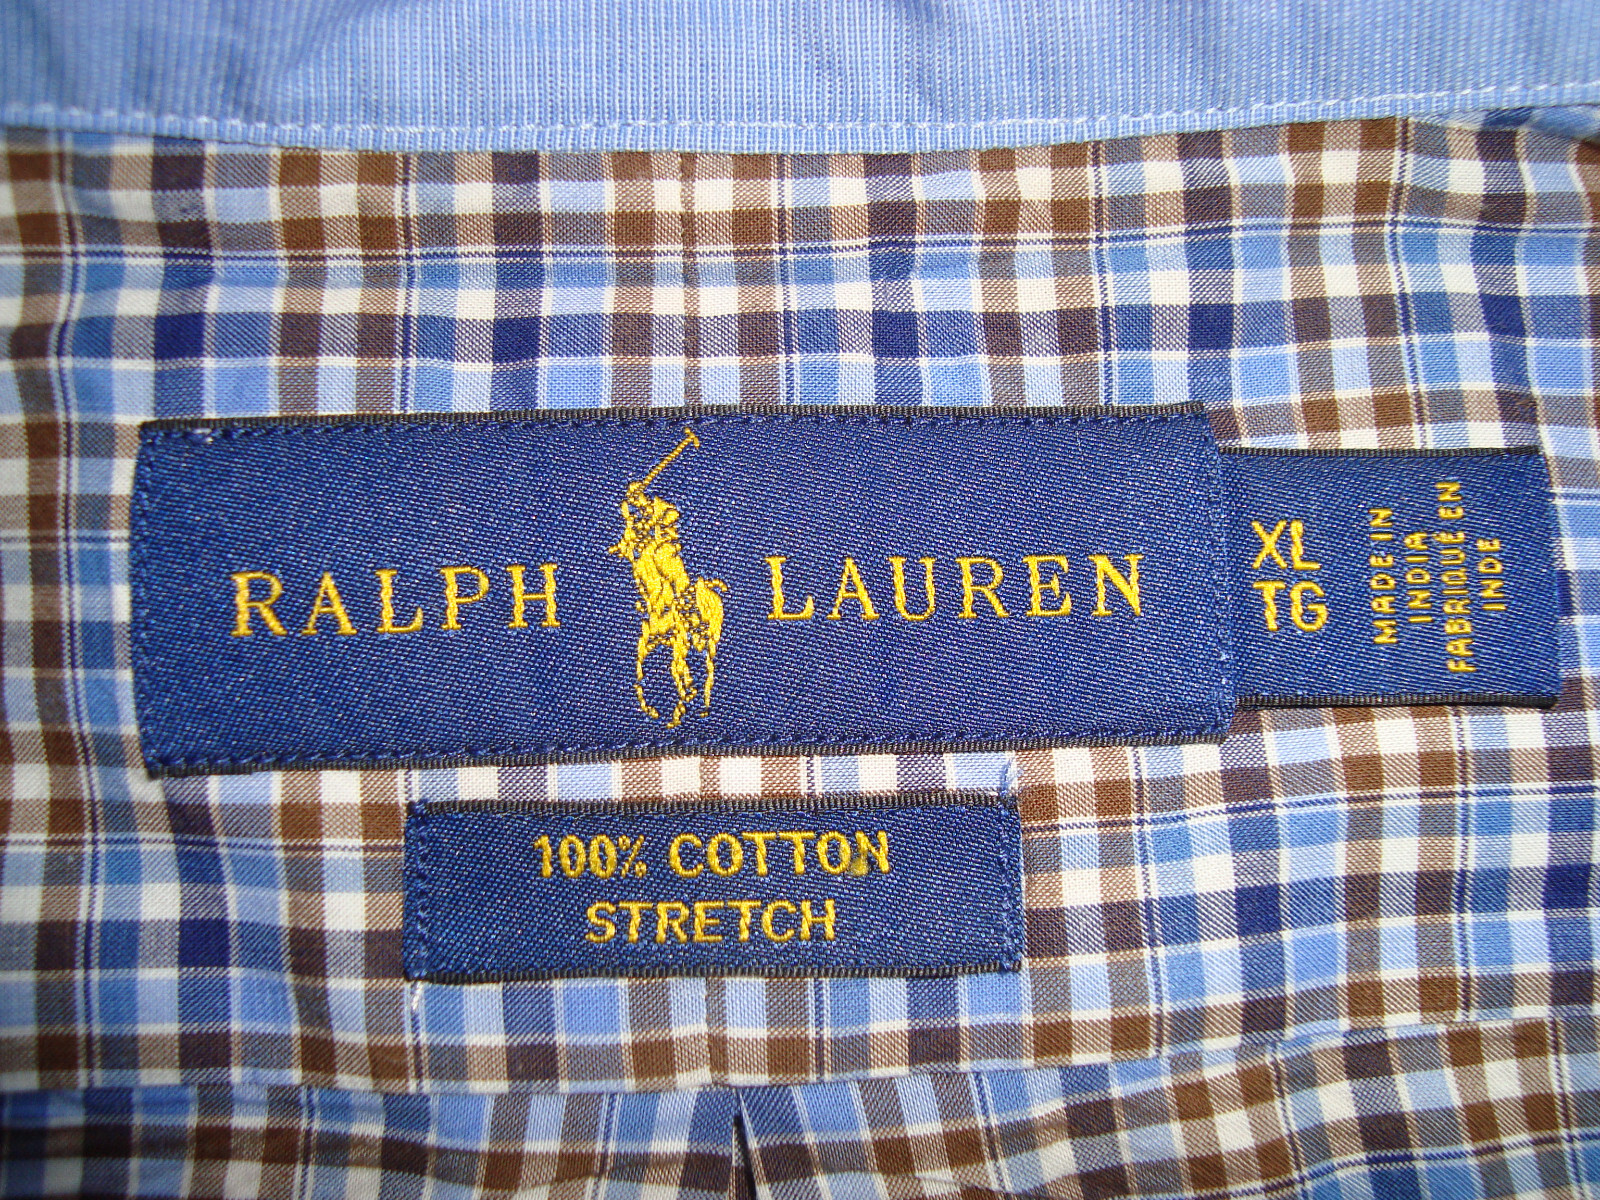 RALPH LAUREN
XL
TG
MADE IN
INDIA
FABRIQUÉ EN
INDE
100% COTTON
STRETCH